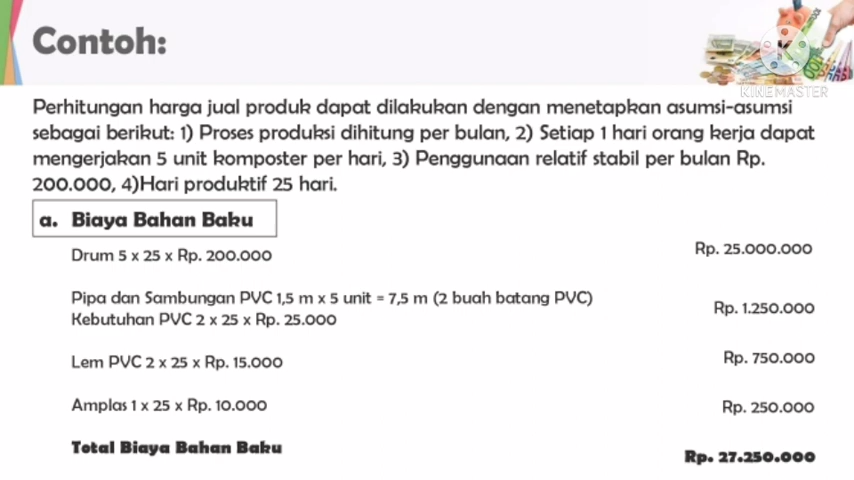 Contoh:
KINEMASTER
Perhitungan harga jual produk dapat dilakukan dengan menetapkan asumsi-asumsi
sebagai berikut: 1) Proses produksi dihitung per bulan, 2) Setiap 1 hari orang kerja dapat
mengerjakan 5 unit komposter per hari, 3) Penggunaan relatif stabil per bulan Rp.
200.000, 4)Hari produktif 25 hari.
a. Biaya Bahan Baku
Drum 5 x 25 x Rp. 200.000 Rp. 25.000.000
Pipa dan Sambungan PVC 1,5 m x 5 unit = 7,5 m (2 buah batang PVC)
Kebutuhan PVC 2 x 25 x Rp. 25.000 Rp. 1.250.000
Lem PVC 2 x 25 x Rp. 15.000 Rp. 750.000
Amplas 1 x 25 x Rp. 10.000 Rp. 250.000
Total Biaya Bahan Baku Rp. 27.250.000